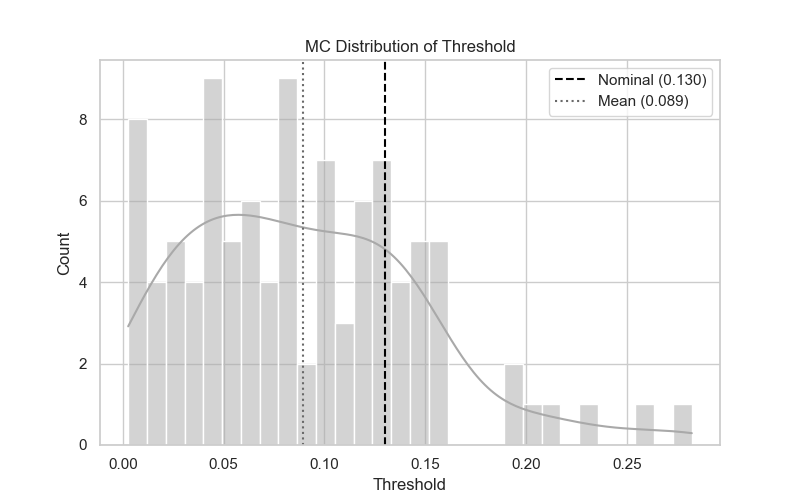 MC Distribution of Threshold
Nominal (0.130)
Mean (0.089)
Count
8
6
4
2
0
0.00 0.05 0.10 0.15 0.20 0.25
Threshold